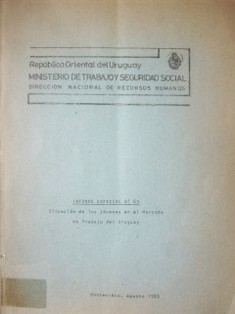 República Oriental del Uruguay
MINISTERIO DE TRABAJO Y SEGURIDAD SOCIAL
DIRECCION NACIONAL DE RECURSOS HUMANOS
INFORME ESPECIAL Nº
Situación de los jóvenes en el Mercado
de Trabajo del Uruguay
Montevideo, agosto 1983